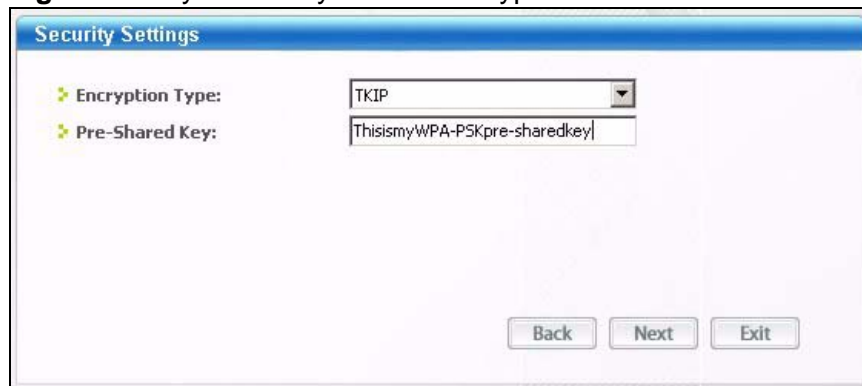 Security Settings
Encryption Type: TKIP
Pre-Shared Key: ThisismyWPA-PSKpre-sharedkey
Back Next Exit